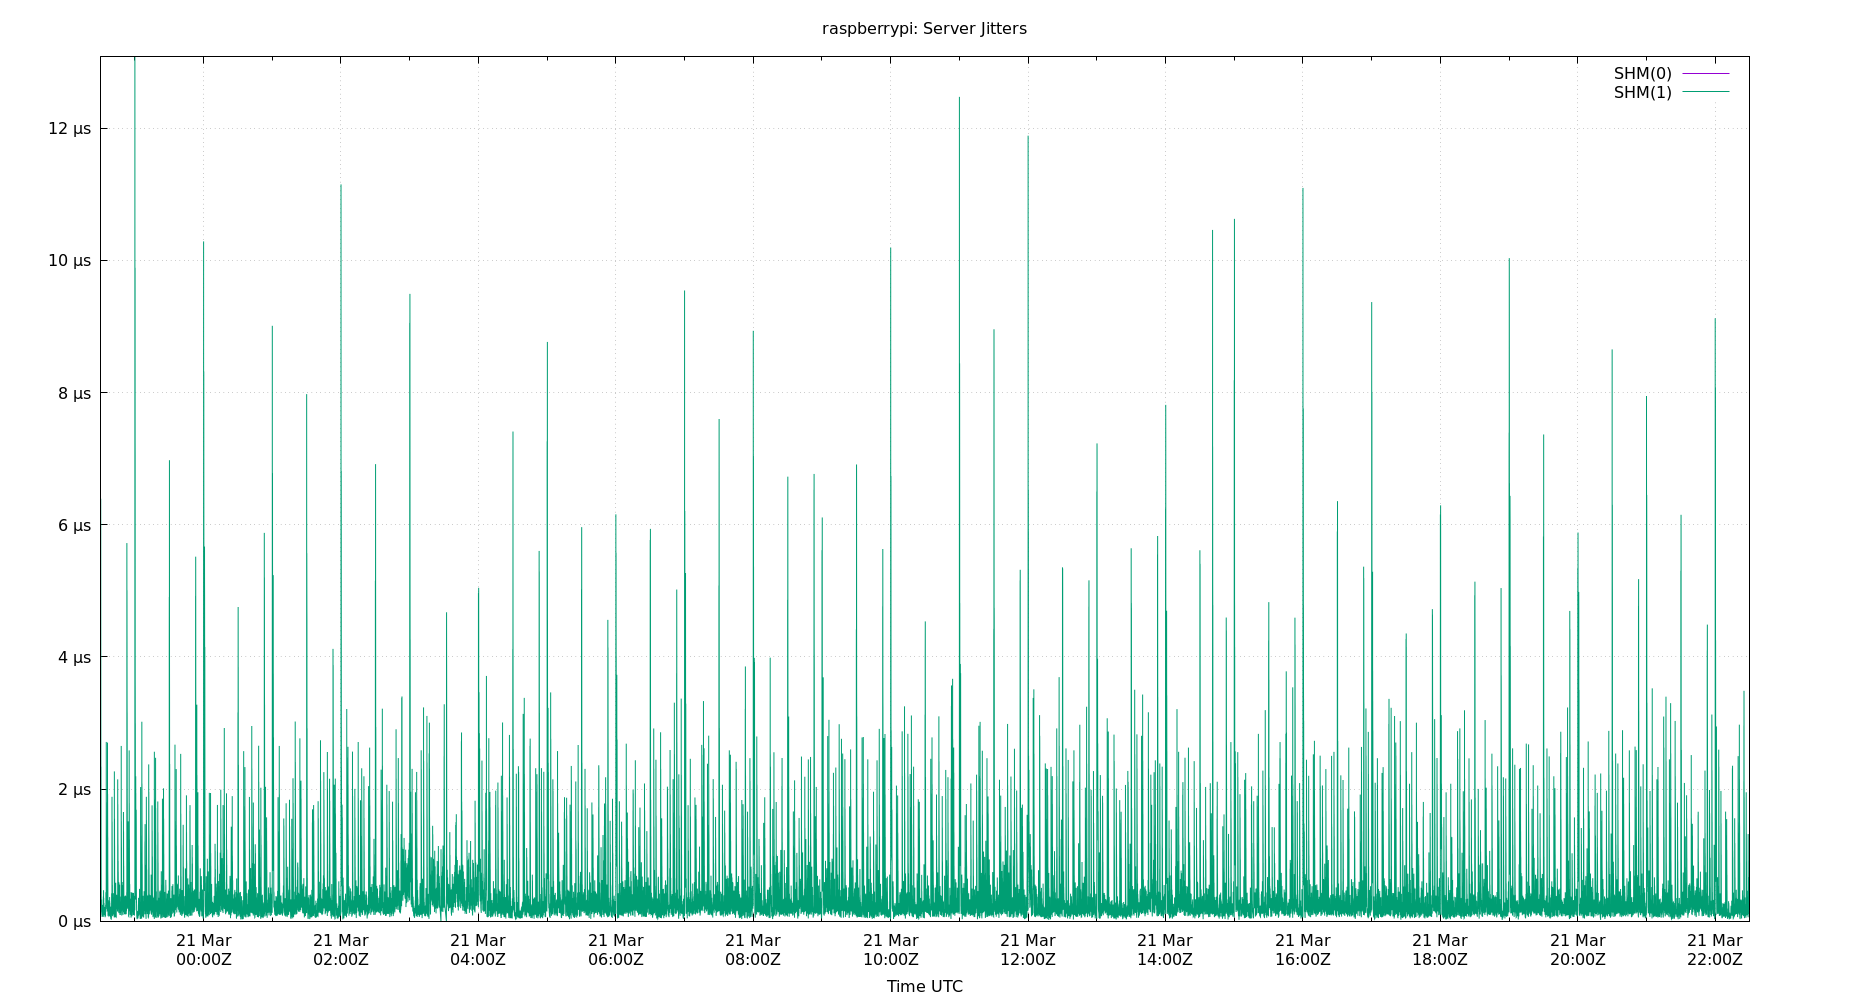 raspberrypi: Server Jitters
SHM(0)
SHM(1)
12 µs
10 µs
8 µs
6 µs
4 µs
2 µs
0 µs
21 Mar 21 Mar 21 Mar 21 Mar 21 Mar 21 Mar 21 Mar 21 Mar 21 Mar 21 Mar 21 Mar 21 Mar
00:00Z 02:00Z 04:00Z 06:00Z 08:00Z 10:00Z 12:00Z 14:00Z 16:00Z 18:00Z 20:00Z 22:00Z
Time UTC